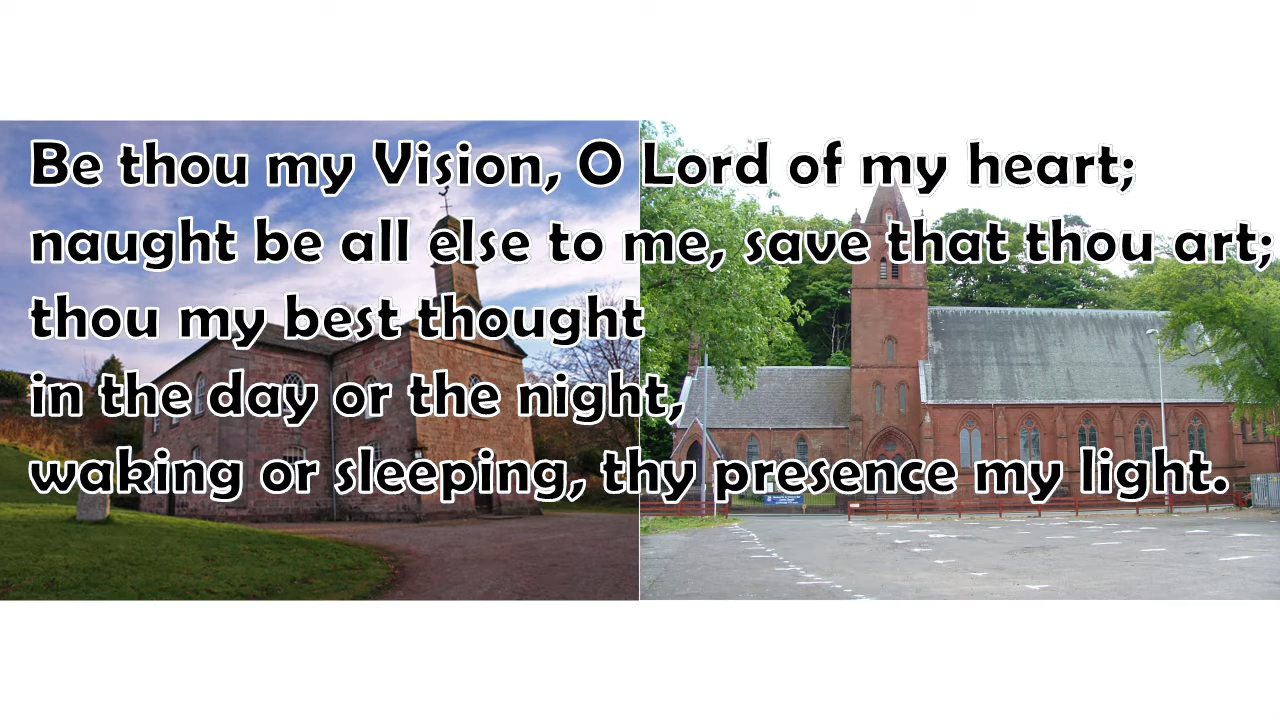 Be thou my Vision, O Lord of my heart;
naught be all else to me, save that thou art;
thou my best thought
in the day or the night,
waking or sleeping, thy presence my light.